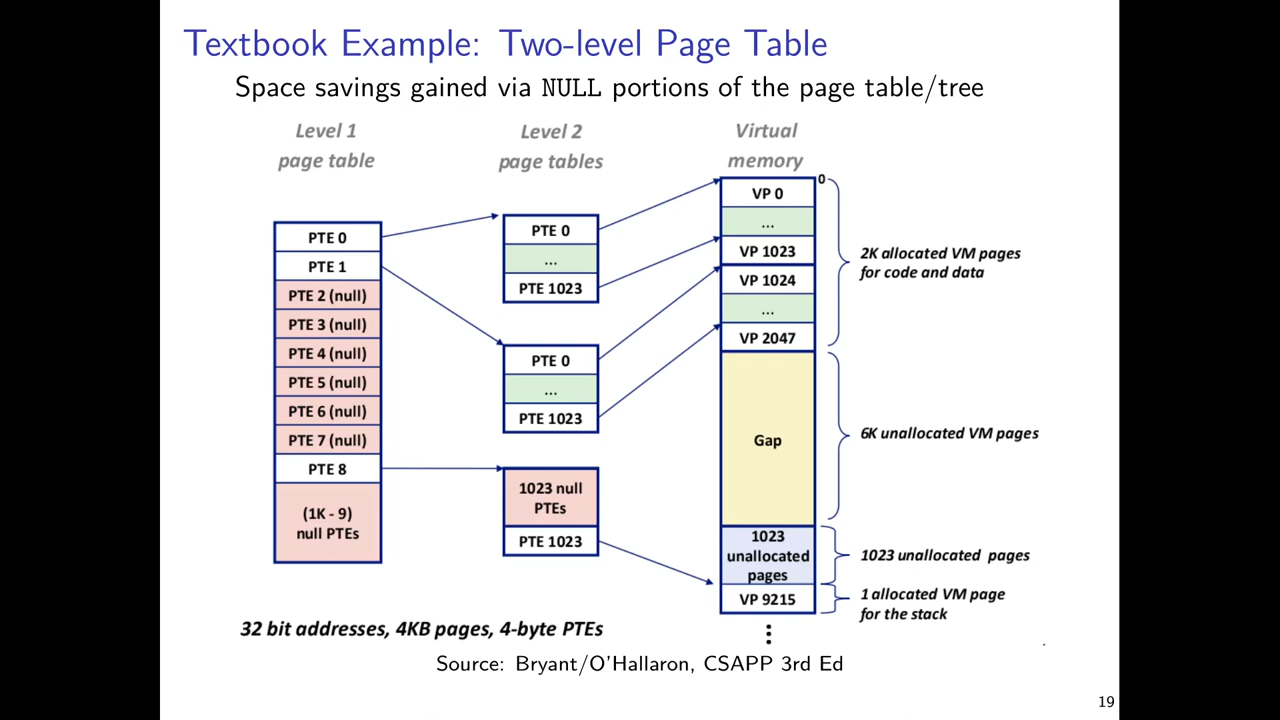 Textbook Example: Two-level Page Table
Space savings gained via NULL portions of the page table/tree
Level 1
page table
PTE 0
PTE 1
PTE 2 (null)
PTE 3 (null)
PTE 4 (null)
PTE 5 (null)
PTE 6 (null)
PTE 7 (null)
PTE 8
(1K - 9)
null PTEs
Level 2
page tables
PTE 0
...
PTE 1023
PTE 0
...
PTE 1023
1023 null
PTEs
PTE 1023
Virtual
memory
0
VP 0
...
VP 1023
VP 1024
...
VP 2047
Gap
1023
unallocated
pages
VP 9215
2K allocated VM pages
for code and data
6K unallocated VM pages
1023 unallocated pages
1 allocated VM page
for the stack
32 bit addresses, 4KB pages, 4-byte PTEs
Source: Bryant/O'Hallaron, CSAPP 3rd Ed
19